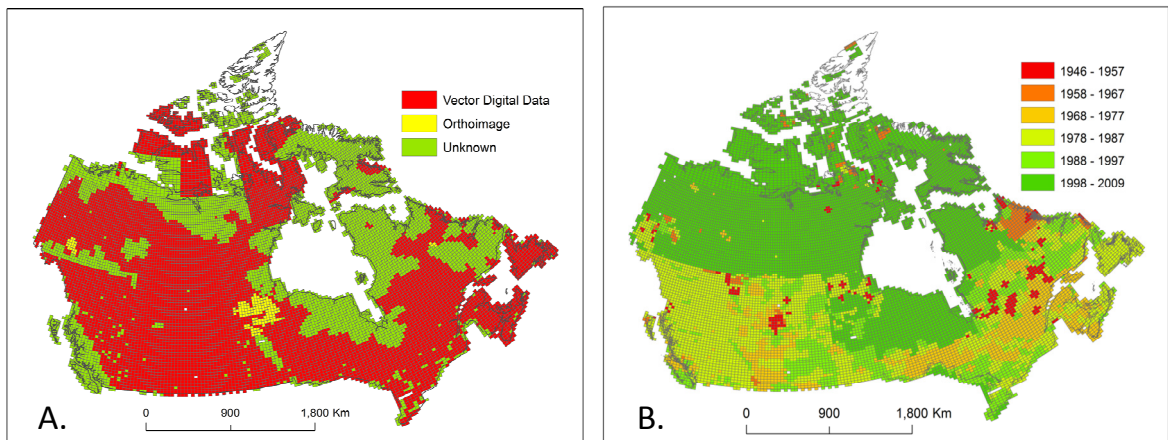 Vector Digital Data
Orthoimage
Unknown
A.
0 900 1,800 Km
1946 - 1957
1958 - 1967
1968 - 1977
1978 - 1987
1988 - 1997
1998 - 2009
B.
0 900 1,800 Km